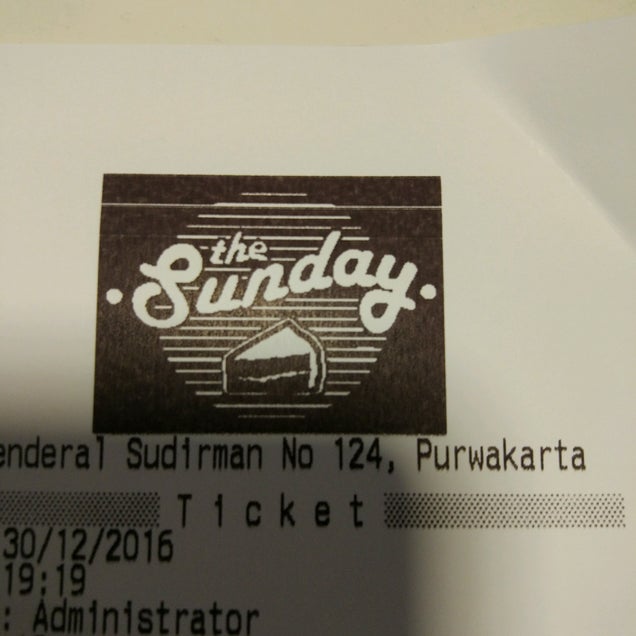 the
Sunday
enderal Sudirman No 124, Purwakarta
Ticket
30/12/2016
19:19
: Administrator